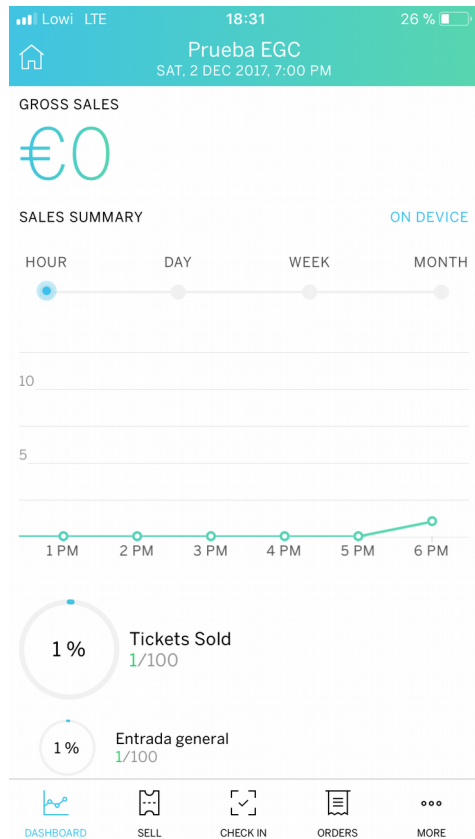 Lowi LTE 18:31 26 %
Prueba EGC
SAT, 2 DEC 2017, 7:00 PM
GROSS SALES
€0
SALES SUMMARY ON DEVICE
HOUR DAY WEEK MONTH
10
5
1 PM 2 PM 3 PM 4 PM 5 PM 6 PM
1 % Tickets Sold
1/100
1 % Entrada general
1/100
DASHBOARD SELL CHECK IN ORDERS MORE